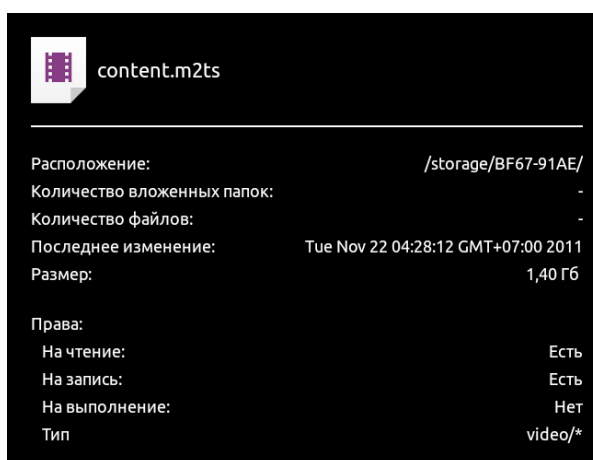 content.m2ts
Расположение: /storage/BF67-91AE/
Количество вложенных папок: -
Количество файлов: -
Последнее изменение: Tue Nov 22 04:28:12 GMT+07:00 2011
Размер: 1,40 Гб
Права:
На чтение: Есть
На запись: Есть
На выполнение: Нет
Тип video/*